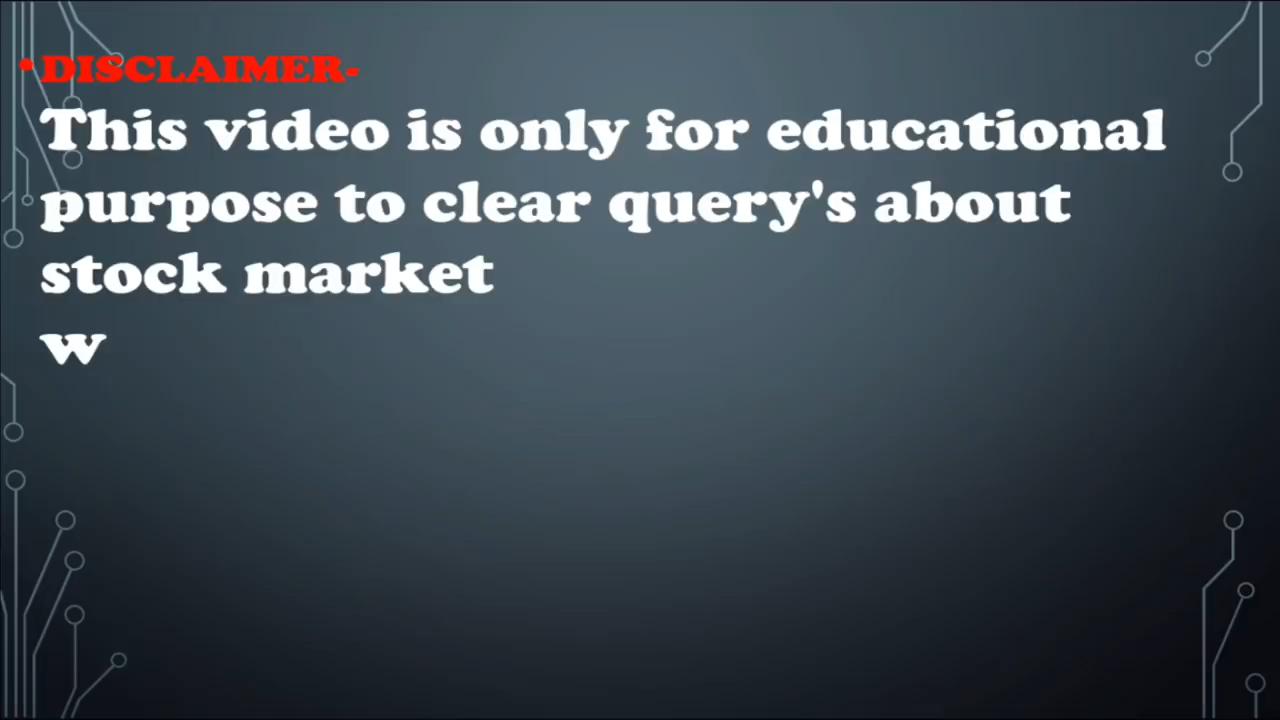 • DISCLAIMER-
This video is only for educational
purpose to clear query's about
stock market
w